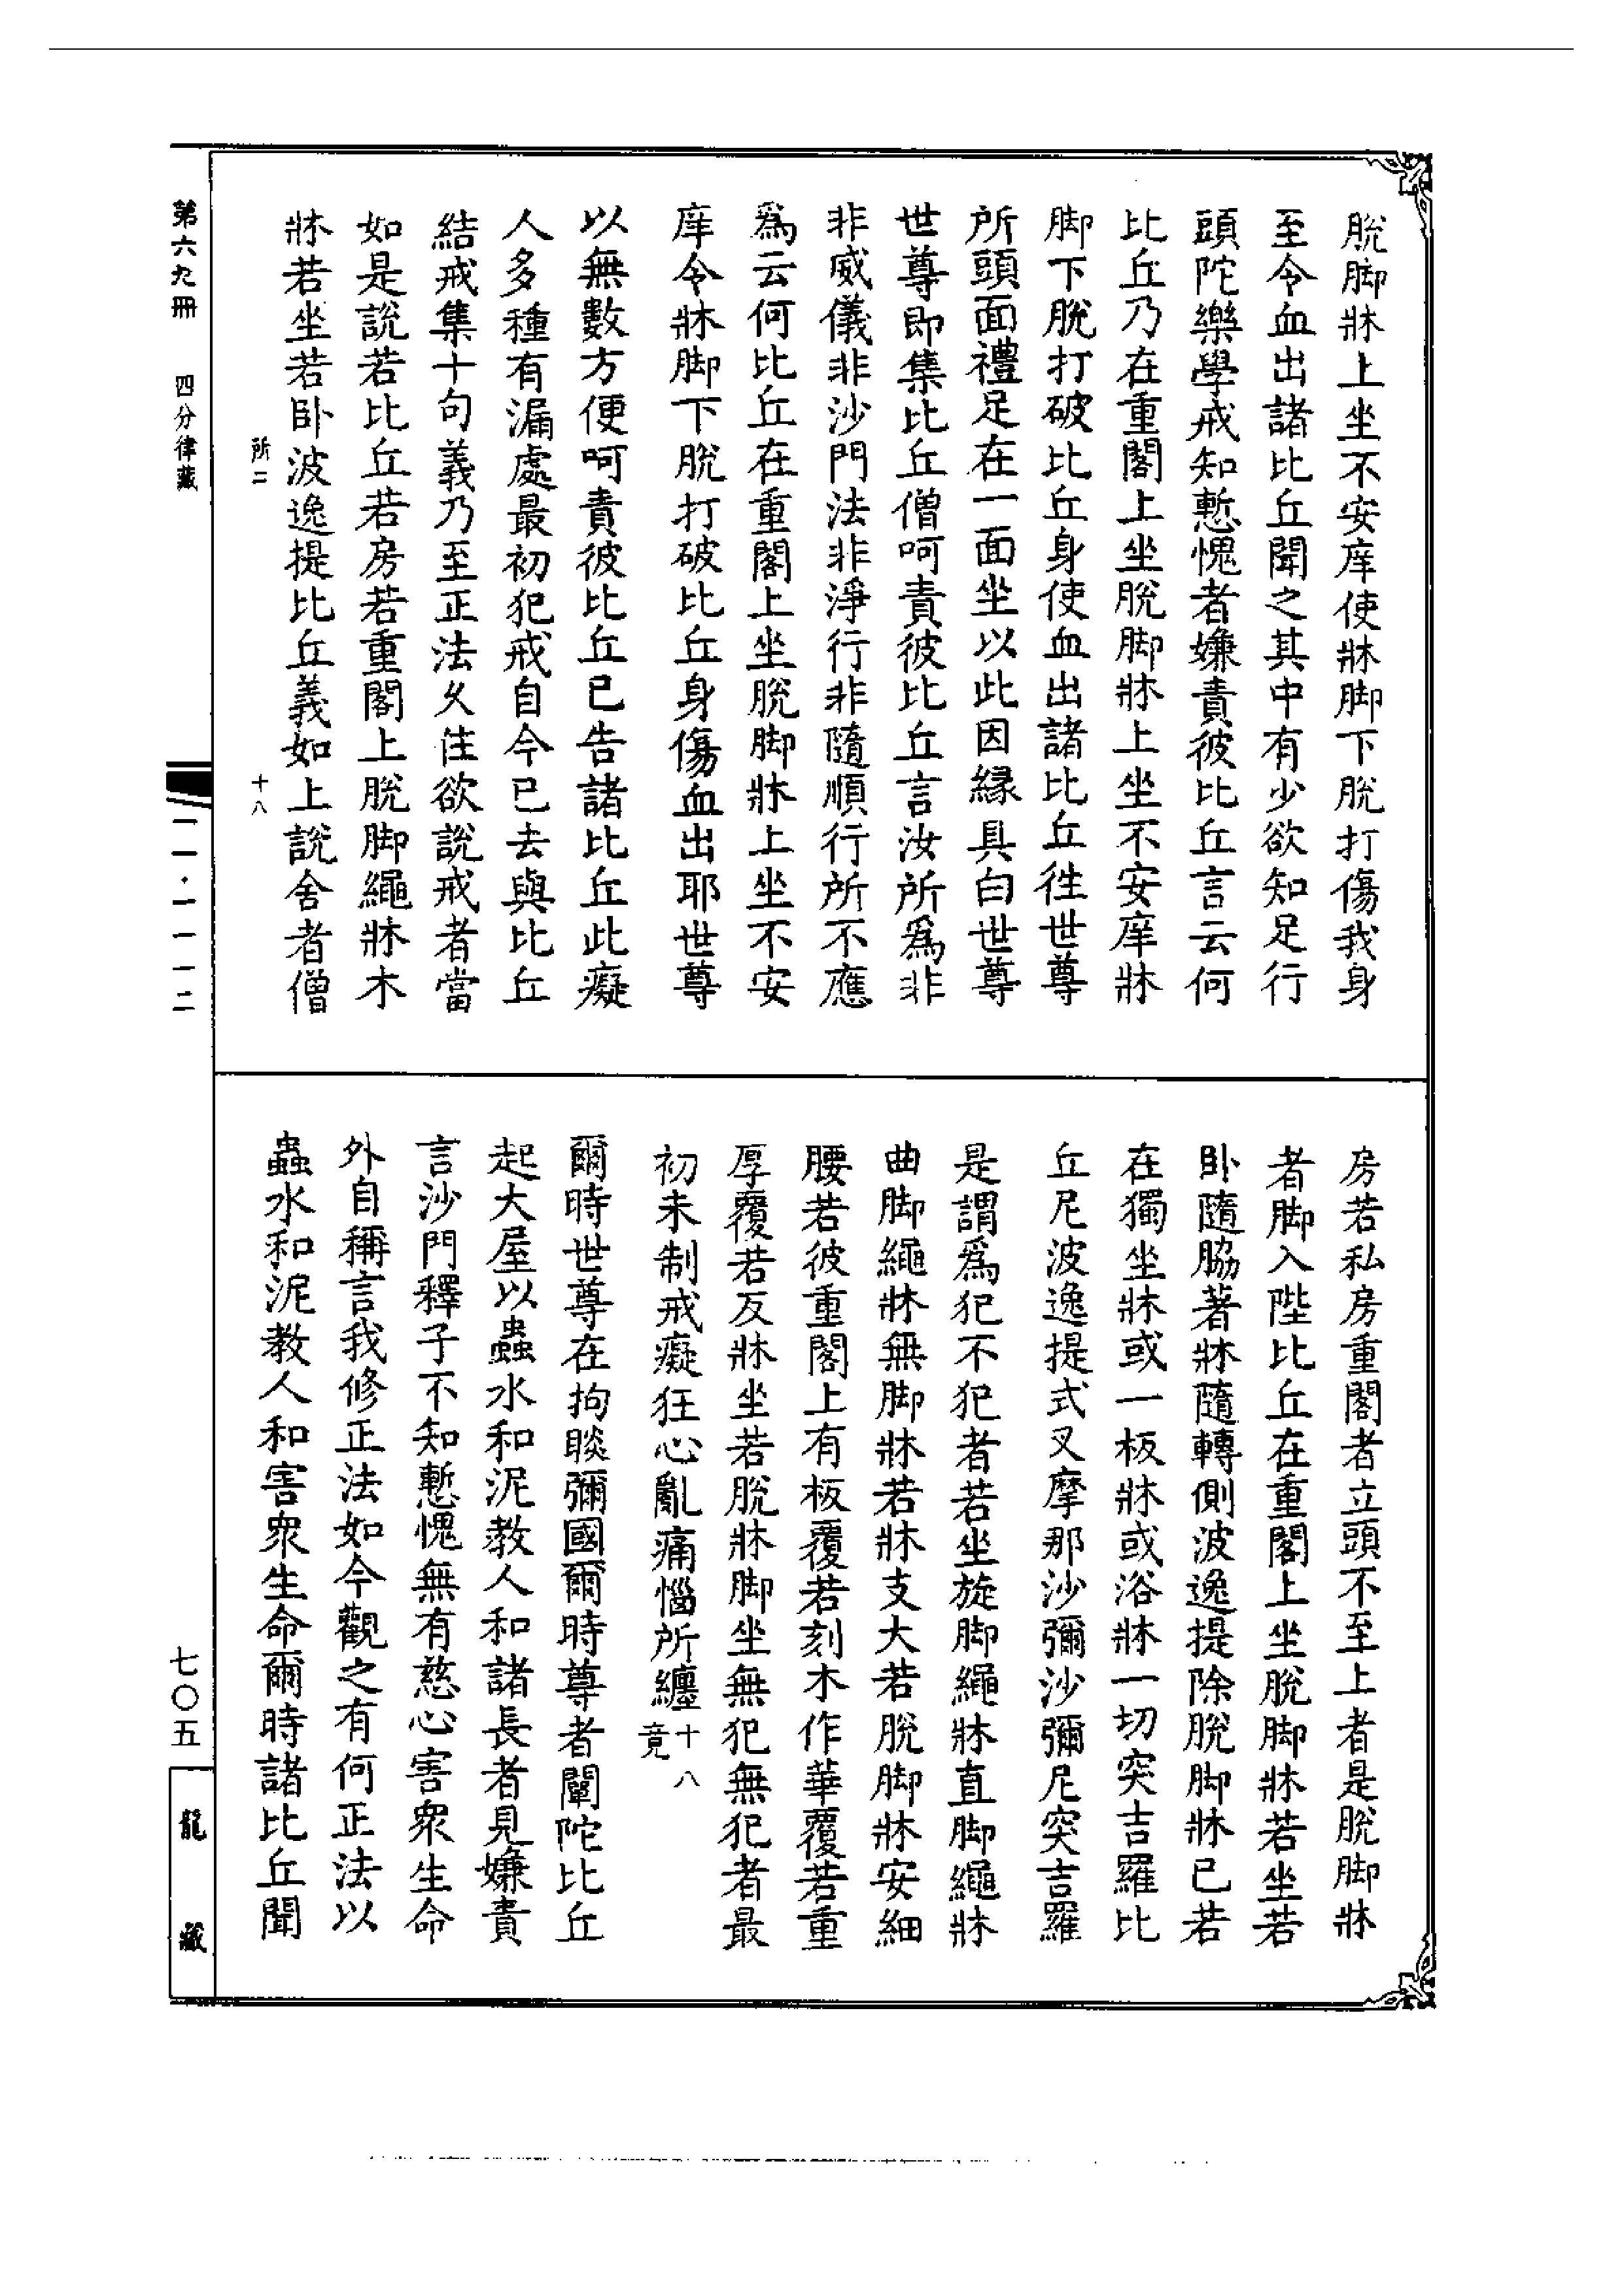 脫脚牀上坐不安庠使牀脚下脫打傷我身
至令血出諸比丘聞之其中有少欲知足行
頭陀樂學戒知慙愧者嫌責彼比丘言云何
比丘乃在重閣上坐脫脚牀上坐不安庠牀
脚下脫打破比丘身使血出諸比丘徃世尊
所頭面禮足在一面坐以此因縁具白世尊
世尊即集比丘僧呵責彼比丘言汝所爲非
非威儀非沙門法非淨行非隨順行所不應
爲云何比丘在重閣上坐脫脚牀上坐不安
庠令牀脚下脫打破比丘身傷血出耶世尊
以無數方便呵責彼比丘已告諸比丘此癡
人多種有漏處最初犯戒自今已去與比丘
結戒集十句義乃至正法久住欲說戒者當
如是說若比丘若房若重閣上脫脚繩牀木
牀若坐若卧波逸提比丘義如上說舍者僧
所二
十八
房若私房重閣者立頭不至上者是脫脚牀
者脚入陛比丘在重閣上坐脫脚牀若坐若
卧隨脇著牀隨轉側波逸提除脫脚牀已若
在獨坐牀或一板牀或浴牀一切突吉羅比
丘尼波逸提式叉摩那沙彌沙彌尼突吉羅
是謂爲犯不犯者若坐旋脚繩牀直脚繩牀
曲脚繩牀無脚牀若牀支大若脫脚牀安細
腰若彼重閣上有板覆若刻木作華覆若重
厚覆若反牀坐若脫牀脚坐無犯無犯者最
初未制戒癡狂心亂痛惱所纏十八竟
爾時世尊在拘睒彌國爾時尊者闡陀比丘
起大屋以蟲水和泥教人和諸長者見嫌責
言沙門釋子不知慙愧無有慈心害衆生命
外自稱言我修正法如今觀之有何正法以
蟲水和泥教人和害衆生命爾時諸比丘聞
第六九冊 四分律藏
一一·一一一二
七〇五
龍藏